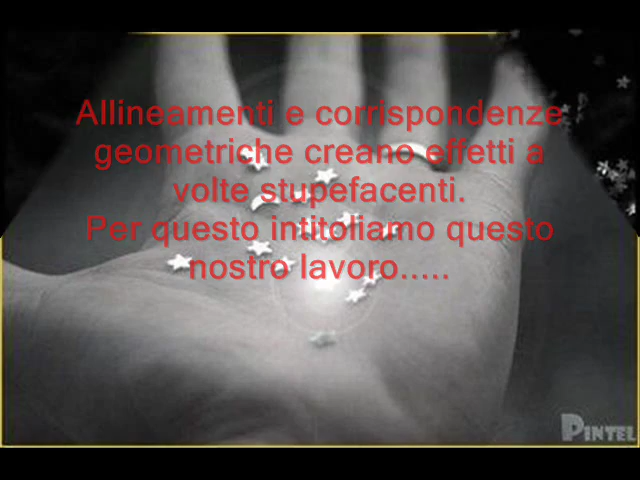 Allineamenti e corrispondenze
geometriche creano effetti a
volte stupefacenti.
Per questo intitoliamo questo
nostro lavoro.....
PINTEL